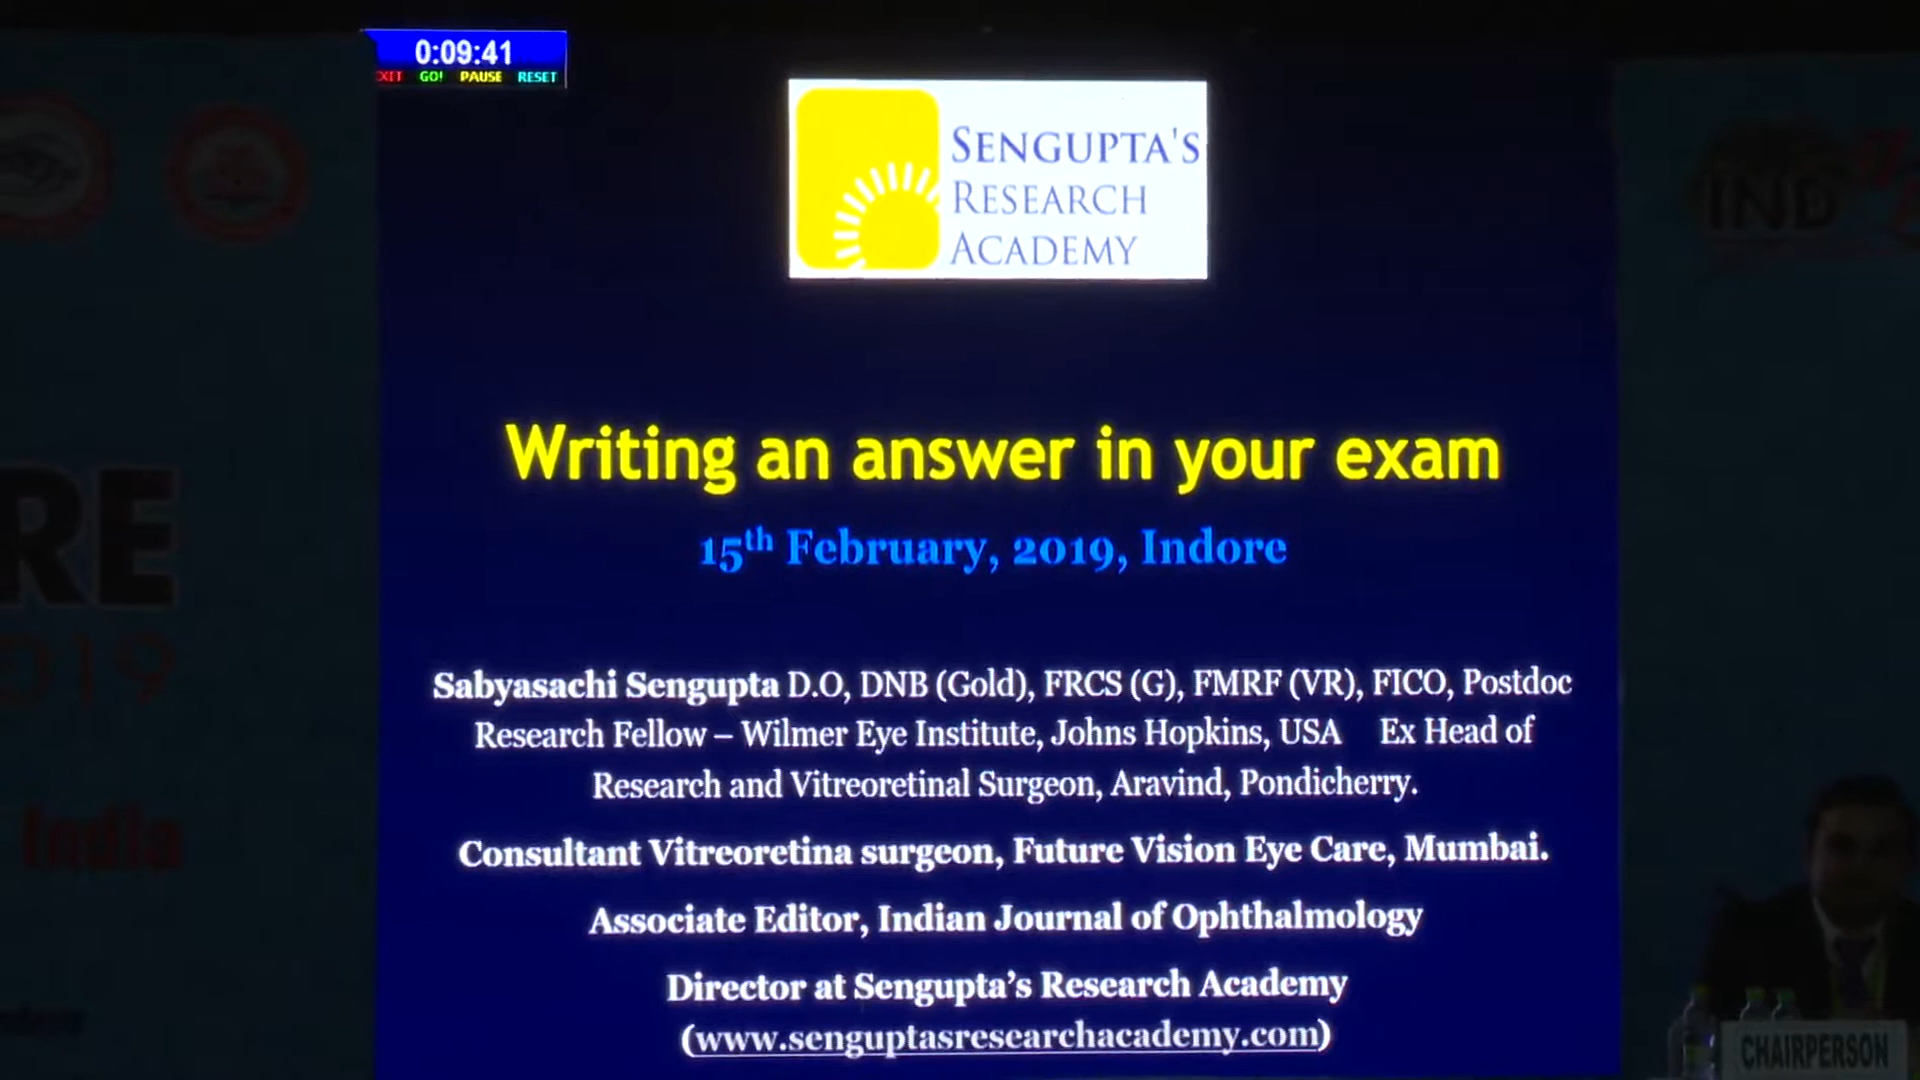 0:09:41
EXIT GO! PAUSE RESET
SENGUPTA'S
RESEARCH
ACADEMY
IND
Writing an answer in your exam
15th February, 2019, Indore
RE
2019
Sabyasachi Sengupta D.O, DNB (Gold), FRCS (G), FMRF (VR), FICO, Postdoc
Research Fellow – Wilmer Eye Institute, Johns Hopkins, USA Ex Head of
Research and Vitreoretinal Surgeon, Aravind, Pondicherry.
India
Consultant Vitreoretina surgeon, Future Vision Eye Care, Mumbai.
Associate Editor, Indian Journal of Ophthalmology
Director at Sengupta's Research Academy
(www.senguptasresearchacademy.com)
CHAIRPERSON